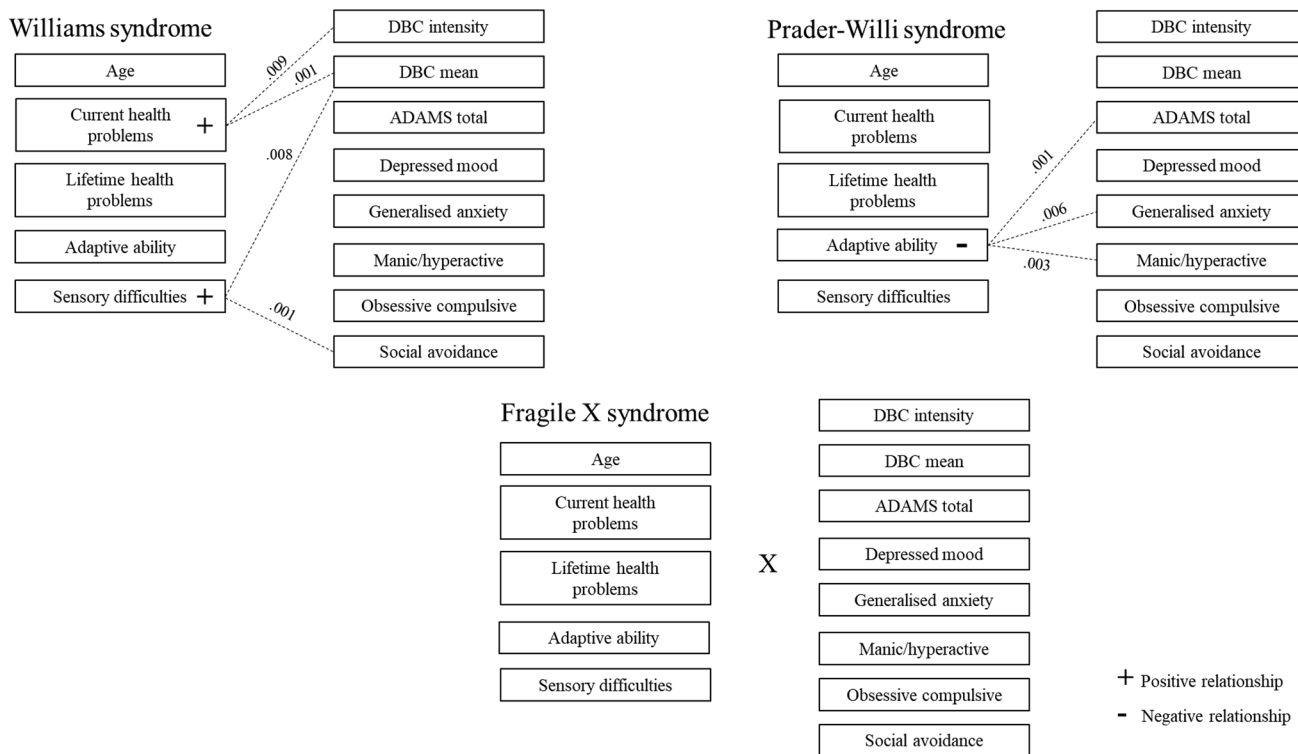 Williams syndrome
Age
Current health
problems
+
Lifetime health
problems
Adaptive ability
Sensory difficulties
+
.009
.001
.008
.001
DBC intensity
DBC mean
ADAMS total
Depressed mood
Generalised anxiety
Manic/hyperactive
Obsessive compulsive
Social avoidance
Prader-Willi syndrome
Age
Current health
problems
Lifetime health
problems
Adaptive ability
-
Sensory difficulties
.001
.006
.003
DBC intensity
DBC mean
ADAMS total
Depressed mood
Generalised anxiety
Manic/hyperactive
Obsessive compulsive
Social avoidance
Fragile X syndrome
Age
Current health
problems
Lifetime health
problems
Adaptive ability
Sensory difficulties
X
DBC intensity
DBC mean
ADAMS total
Depressed mood
Generalised anxiety
Manic/hyperactive
Obsessive compulsive
Social avoidance
+ Positive relationship
- Negative relationship